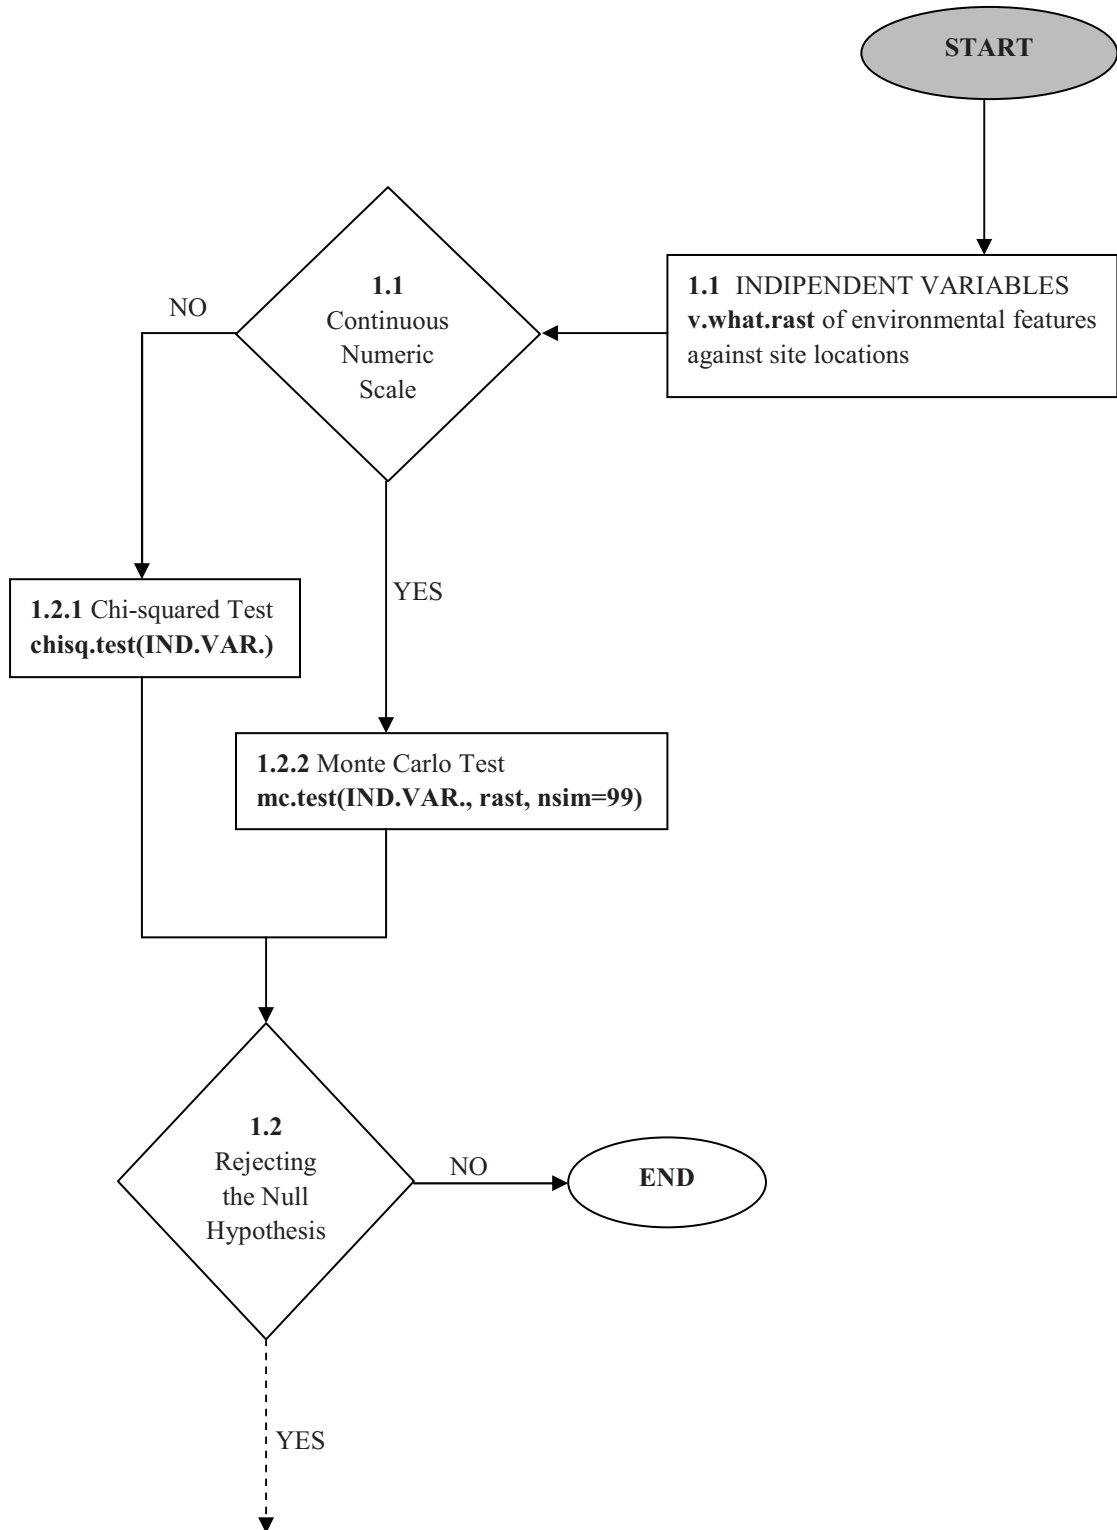 START
1.1 INDIPENDENT VARIABLES
v.what.rast of environmental features
against site locations
1.1
Continuous
Numeric
Scale
NO
YES
1.2.1 Chi-squared Test
chisq.test(IND.VAR.)
1.2.2 Monte Carlo Test
mc.test(IND.VAR., rast, nsim=99)
1.2
Rejecting
the Null
Hypothesis
NO
END
YES